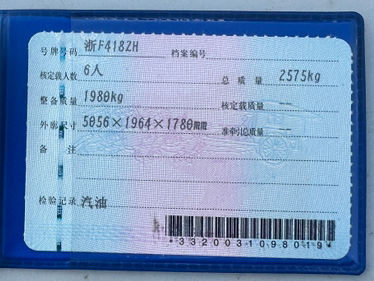 号牌号码 浙F418ZH 档案编号
核定载人数 6人 总质量 2575kg
整备质量 1980kg 核定载质量 --
外廓尺寸 5056×1964×1780mm 准牵引总质量 --
备注
检验记录 汽油
*3320031098019*